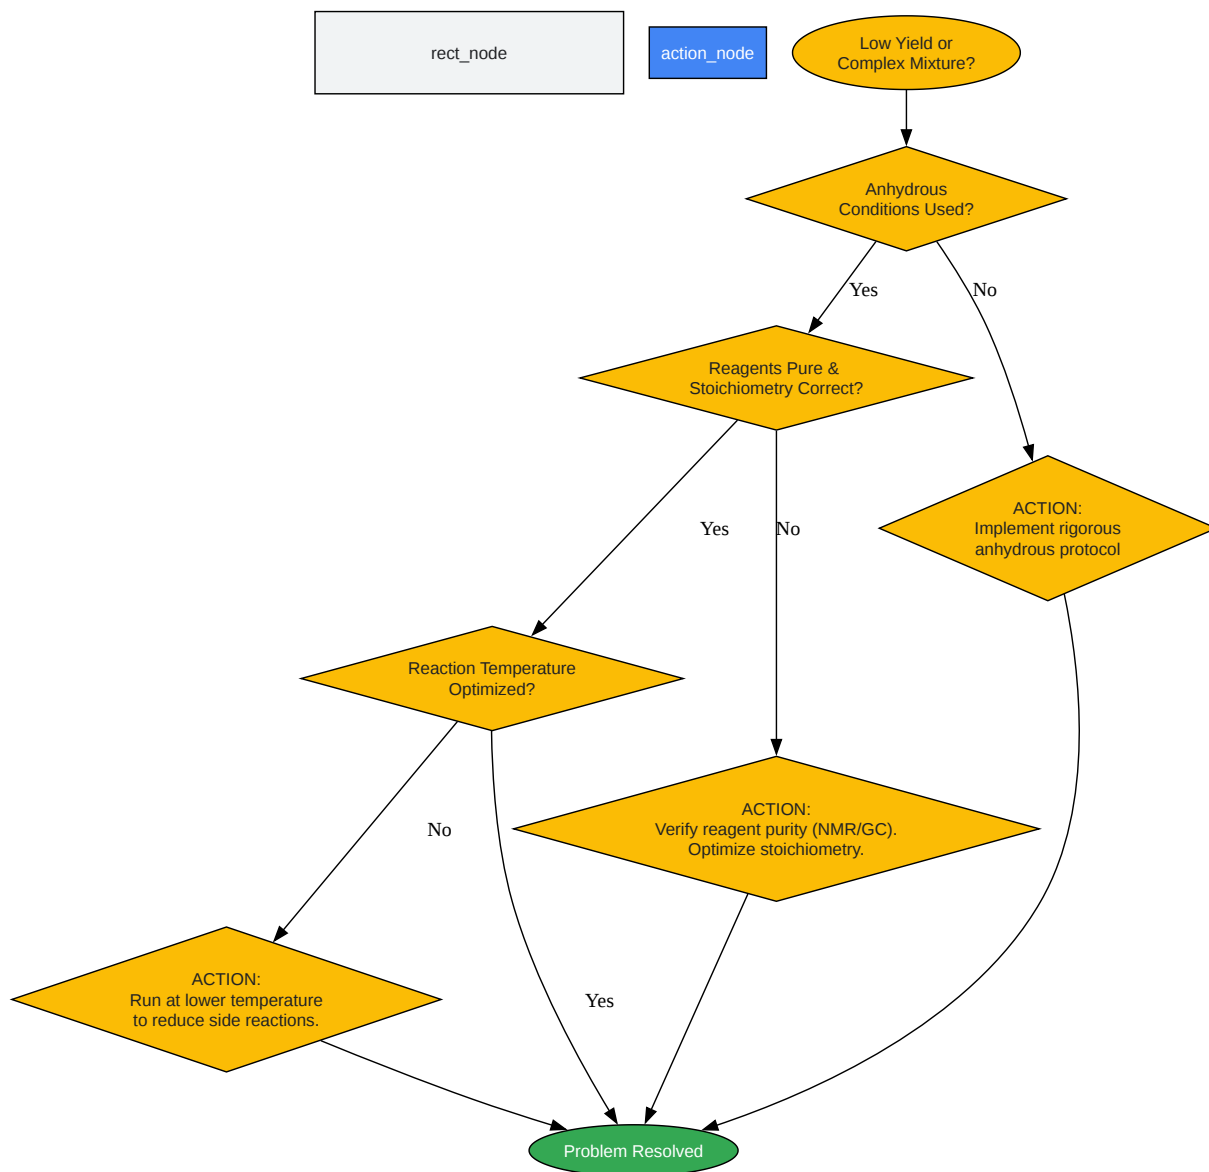 rect_node
action_node
Low Yield or
Complex Mixture?
Anhydrous
Conditions Used?
Yes
No
Reagents Pure &
Stoichiometry Correct?
Yes
No
ACTION:
Implement rigorous
anhydrous protocol
Reaction Temperature
Optimized?
No
ACTION:
Verify reagent purity (NMR/GC).
Optimize stoichiometry.
ACTION:
Run at lower temperature
to reduce side reactions.
Yes
Problem Resolved